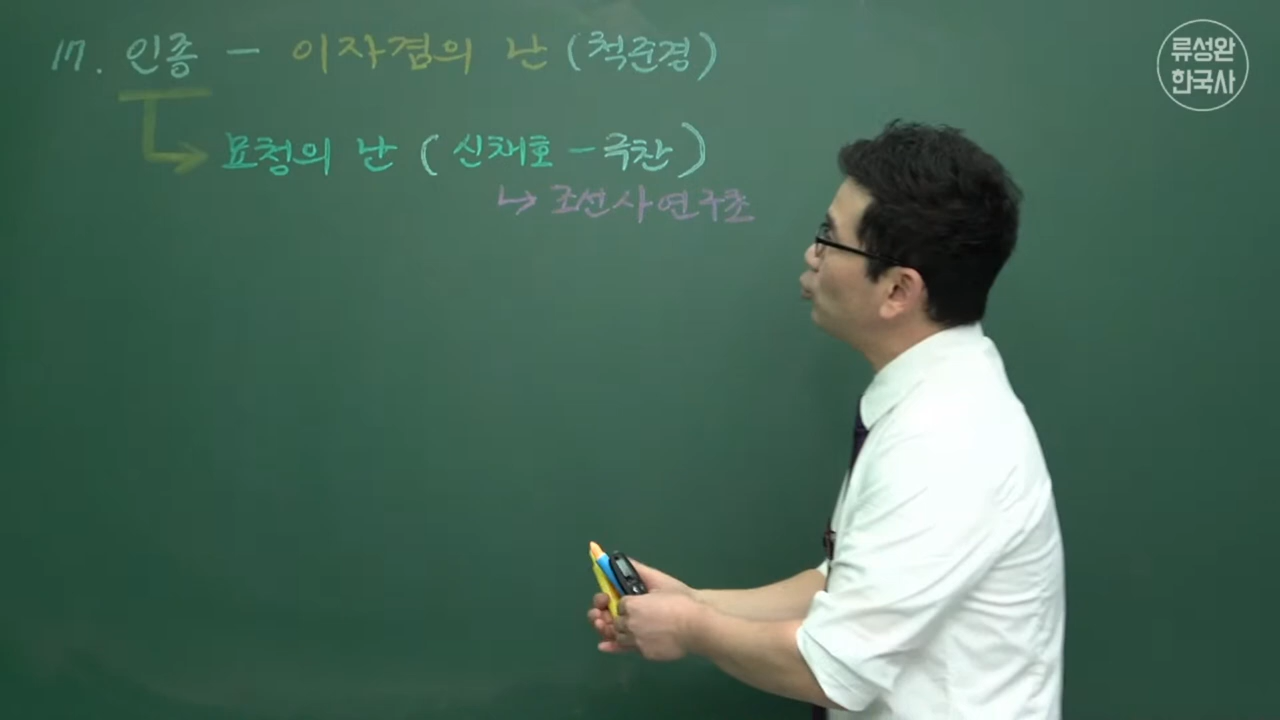 17. 인종 - 이자겸의 난 (척준경)
묘청의 난 (신채호 - 극찬)
↳ 조선사연구초
류성완
한국사